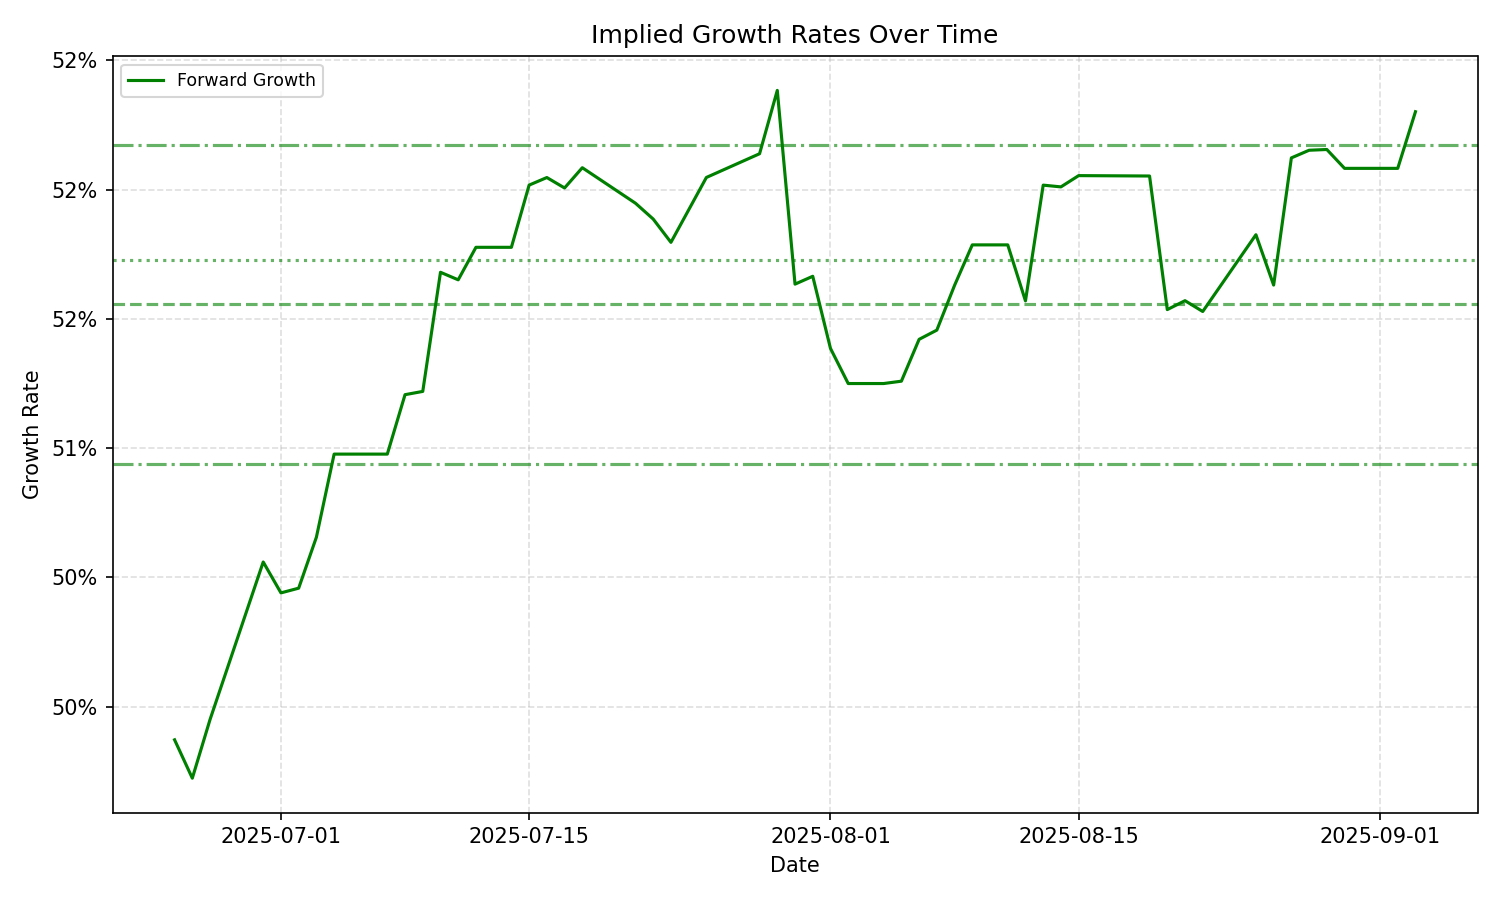 Implied Growth Rates Over Time
52%
Forward Growth
52%
52%
51%
50%
50%
Growth Rate
2025-07-01
2025-07-15
2025-08-01
2025-08-15
2025-09-01
Date